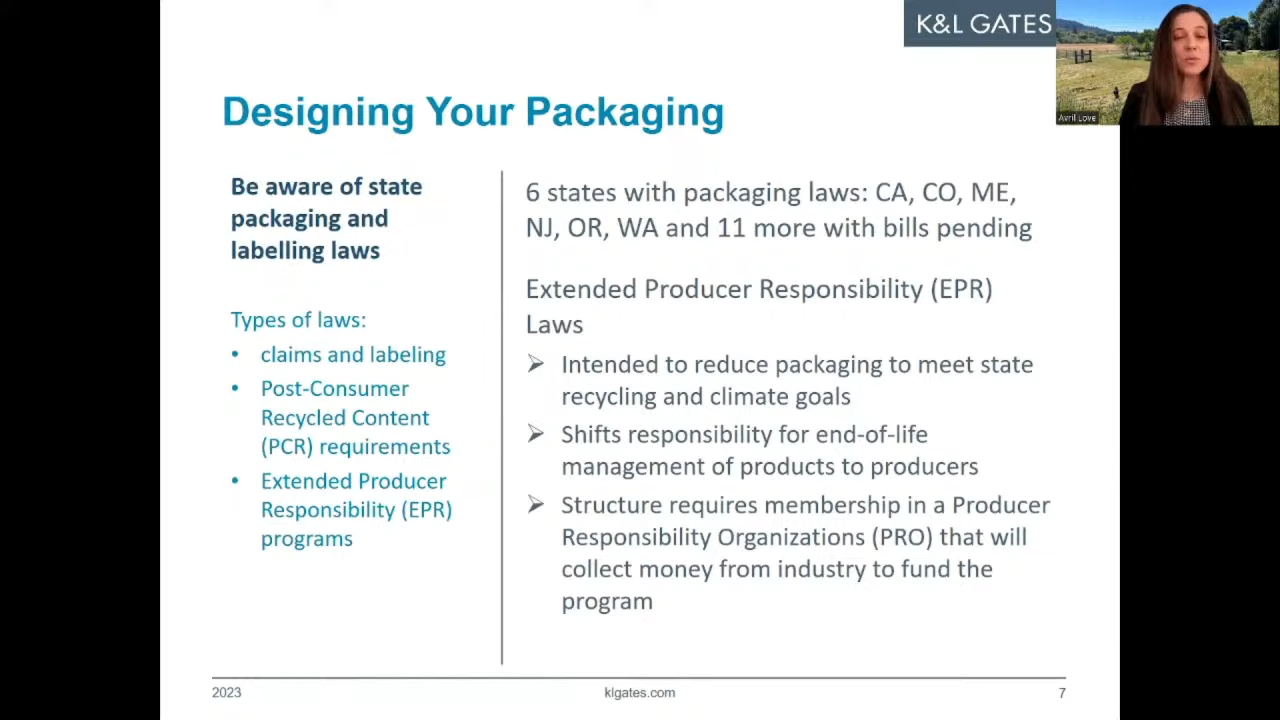 K&L GATES
Avril Love
Designing Your Packaging
Be aware of state
packaging and
labelling laws
Types of laws:
• claims and labeling
• Post-Consumer
Recycled Content
(PCR) requirements
• Extended Producer
Responsibility (EPR)
programs
6 states with packaging laws: CA, CO, ME,
NJ, OR, WA and 11 more with bills pending
Extended Producer Responsibility (EPR)
Laws
➢ Intended to reduce packaging to meet state
recycling and climate goals
➢ Shifts responsibility for end-of-life
management of products to producers
➢ Structure requires membership in a Producer
Responsibility Organizations (PRO) that will
collect money from industry to fund the
program
2023
klgates.com
7